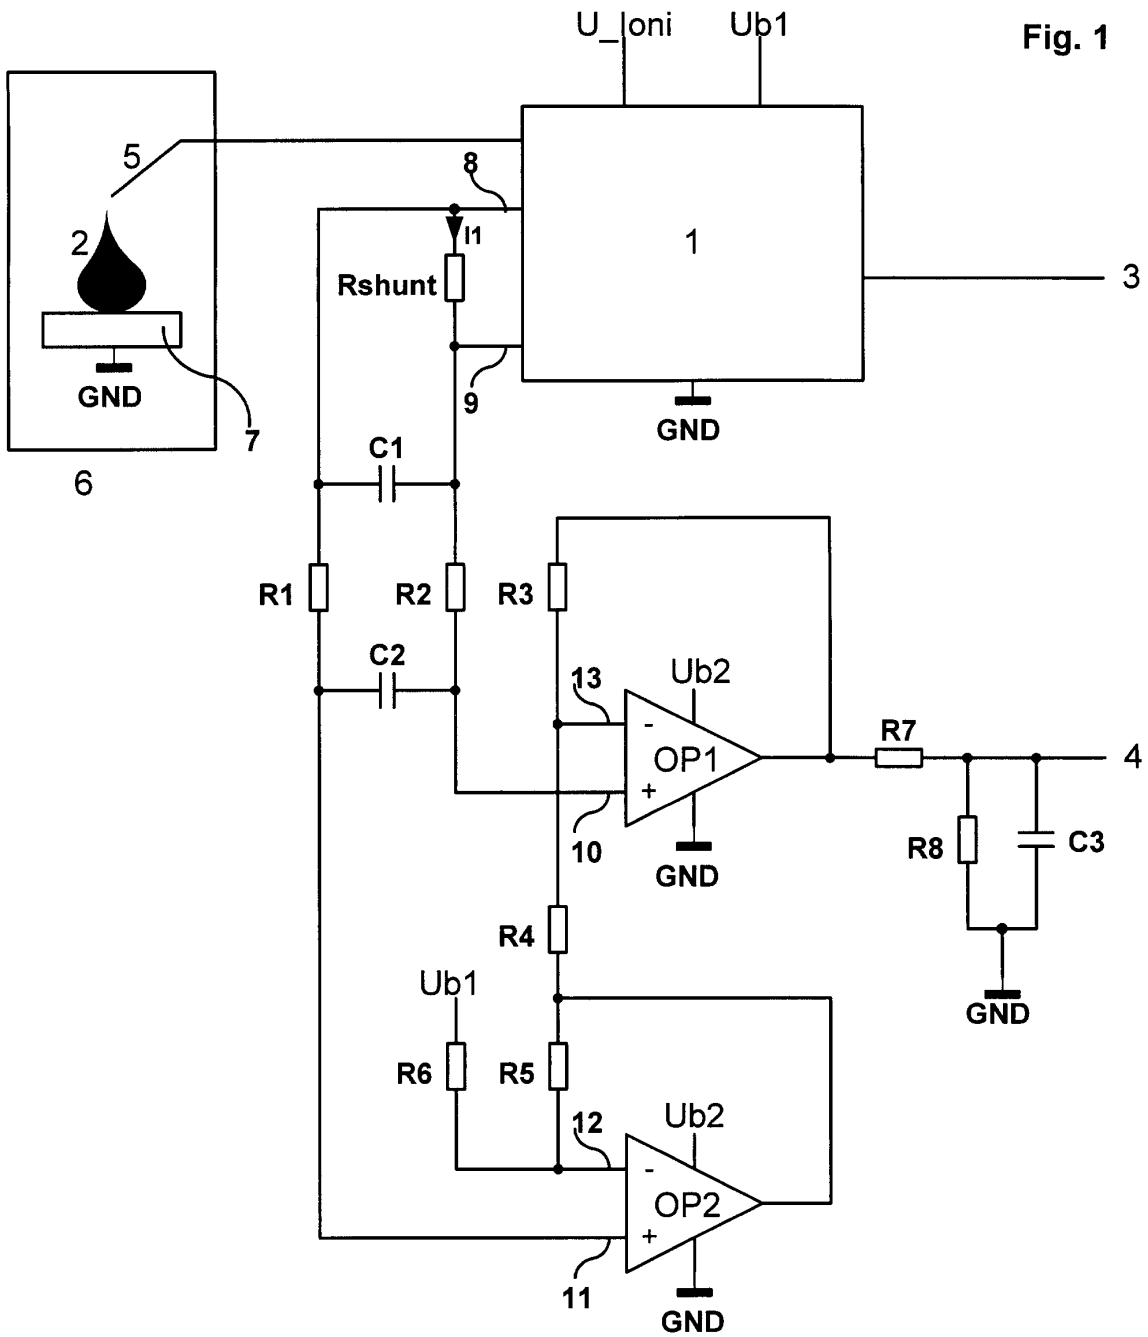 U_Ioni Ub1 Fig. 1
5
8
2
I1
1
Rshunt
3
GND
9
7
GND
6
C1
R1 R2 R3
C2
13 Ub2
-
OP1
R7
4
+
10
R8 C3
GND
R4
Ub1
GND
R6 R5
Ub2
12
-
OP2
+
11
GND